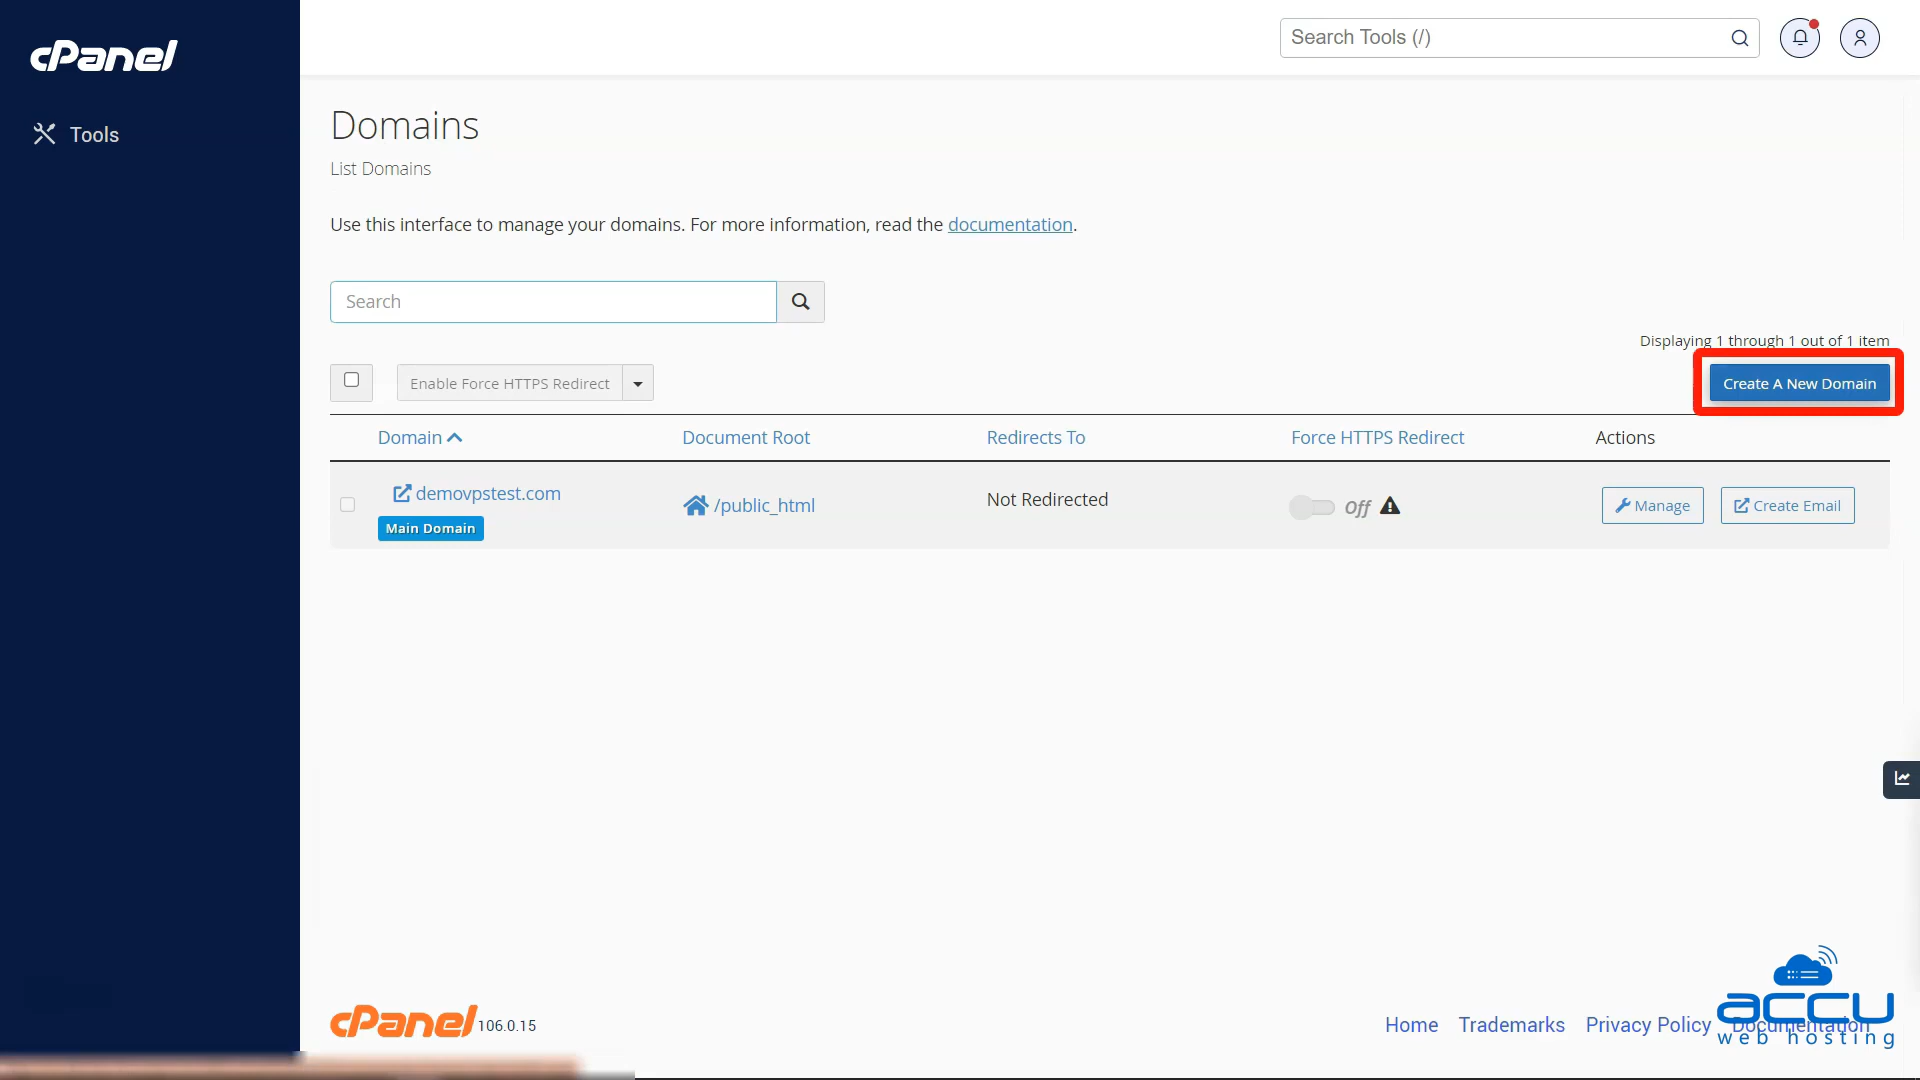 cPanel
Search Tools (/)
Tools
Domains
List Domains
Use this interface to manage your domains. For more information, read the documentation.
Search
Displaying 1 through 1 out of 1 item
Enable Force HTTPS Redirect
Create A New Domain
Domain Document Root Redirects To Force HTTPS Redirect Actions
demovpstest.com /public_html Not Redirected Off Manage Create Email
Main Domain
cPanel 106.0.15
Home Trademarks Privacy Policy Documentation
accu
web hosting